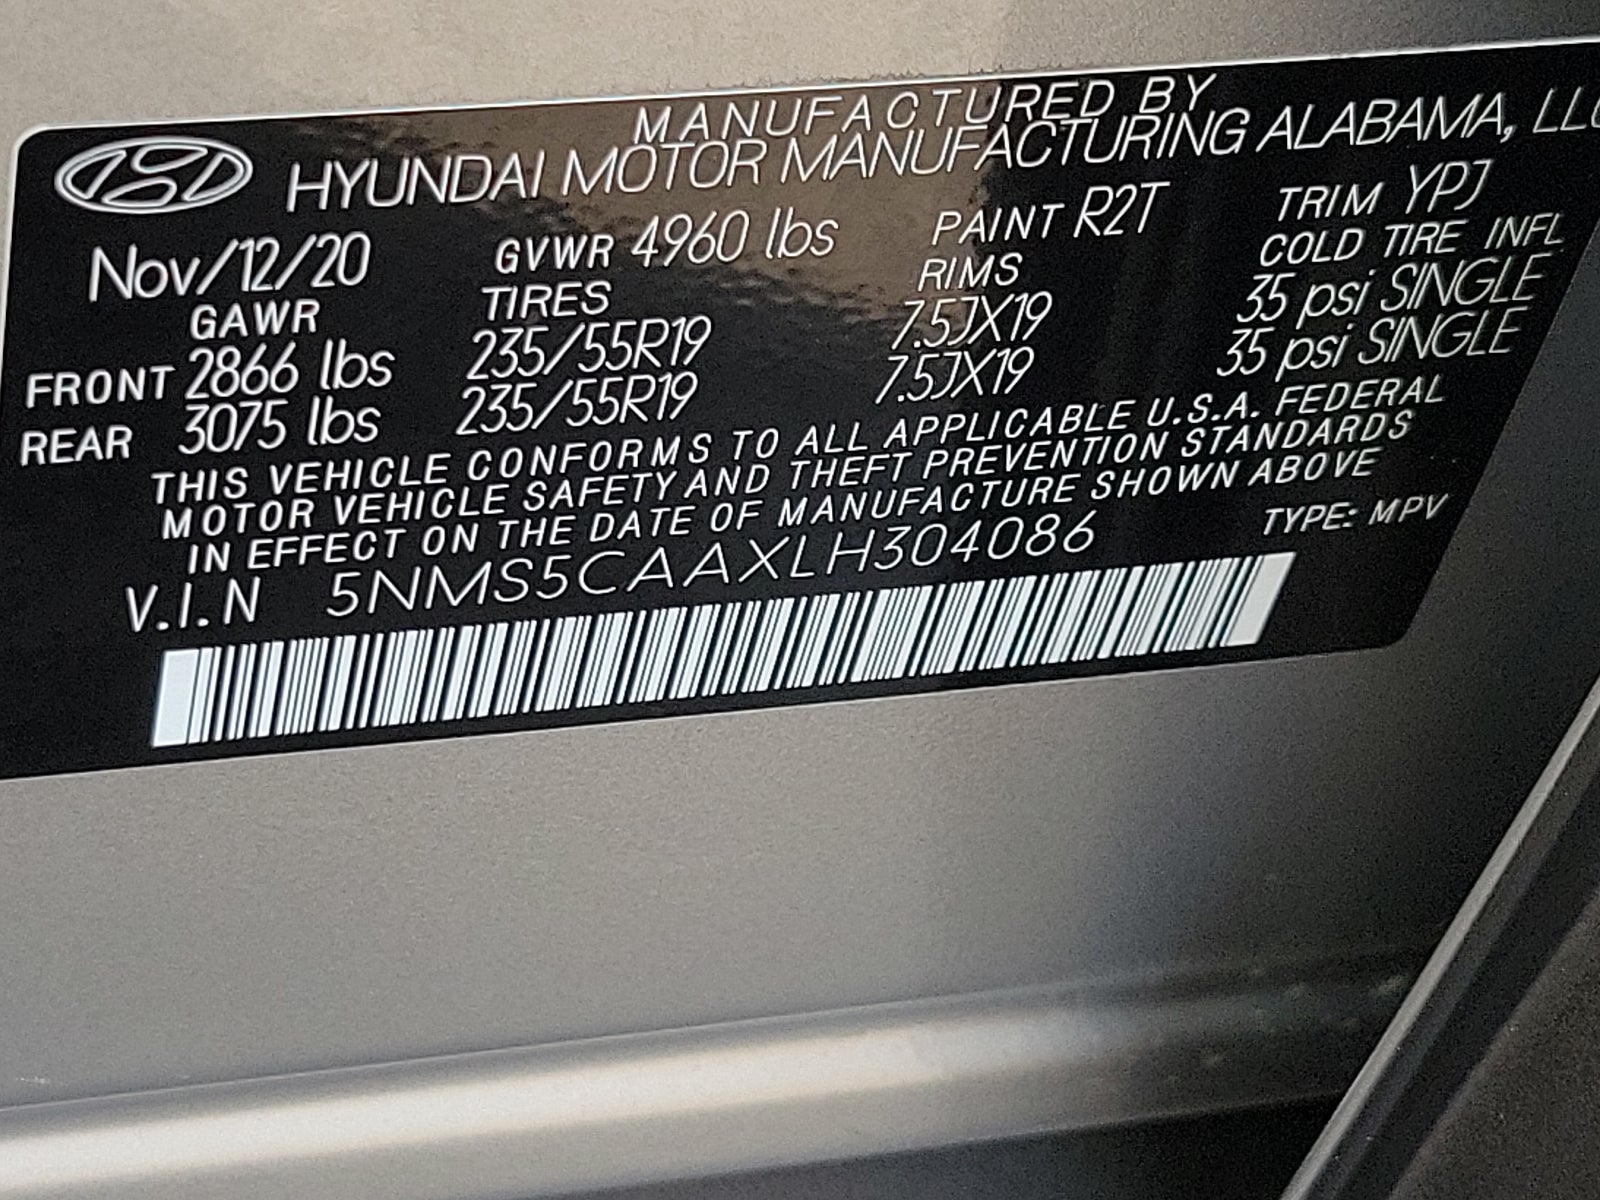 MANUFACTURED BY
HYUNDAI MOTOR MANUFACTURING ALABAMA, LLC
Nov/12/20 GVWR 4960 lbs PAINT R2T TRIM YPJ
GAWR TIRES RIMS COLD TIRE INFL
FRONT 2866 lbs 235/55R19 7.5JX19 35 psi SINGLE
REAR 3075 lbs 235/55R19 7.5JX19 35 psi SINGLE
THIS VEHICLE CONFORMS TO ALL APPLICABLE U.S.A. FEDERAL
MOTOR VEHICLE SAFETY AND THEFT PREVENTION STANDARDS
IN EFFECT ON THE DATE OF MANUFACTURE SHOWN ABOVE
V.I.N 5NMS5CAAXLH304086 TYPE: MPV